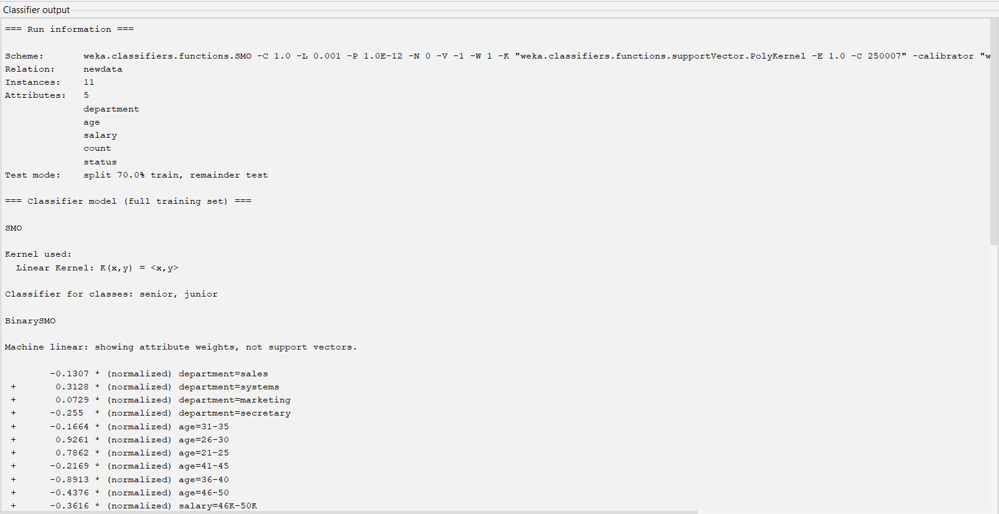 Classifier output
=== Run information ===
Scheme:       weka.classifiers.functions.SMO -C 1.0 -L 0.001 -P 1.0E-12 -N 0 -V -1 -W 1 -K "weka.classifiers.functions.supportVector.PolyKernel -E 1.0 -C 250007" -calibrator "w
Relation:     newdata
Instances:    11
Attributes:   5
              department
              age
              salary
              count
              status
Test mode:    split 70.0% train, remainder test
=== Classifier model (full training set) ===
SMO
Kernel used:
  Linear Kernel: K(x,y) = <x,y>
Classifier for classes: senior, junior
BinarySMO
Machine linear: showing attribute weights, not support vectors.
        -0.1307 * (normalized) department=sales
 +       0.3128 * (normalized) department=systems
 +       0.0729 * (normalized) department=marketing
 +      -0.255  * (normalized) department=secretary
 +      -0.1664 * (normalized) age=31-35
 +       0.9261 * (normalized) age=26-30
 +       0.7862 * (normalized) age=21-25
 +      -0.2169 * (normalized) age=41-45
 +      -0.8913 * (normalized) age=36-40
 +      -0.4376 * (normalized) age=46-50
 +      -0.3616 * (normalized) salary=46K-50K